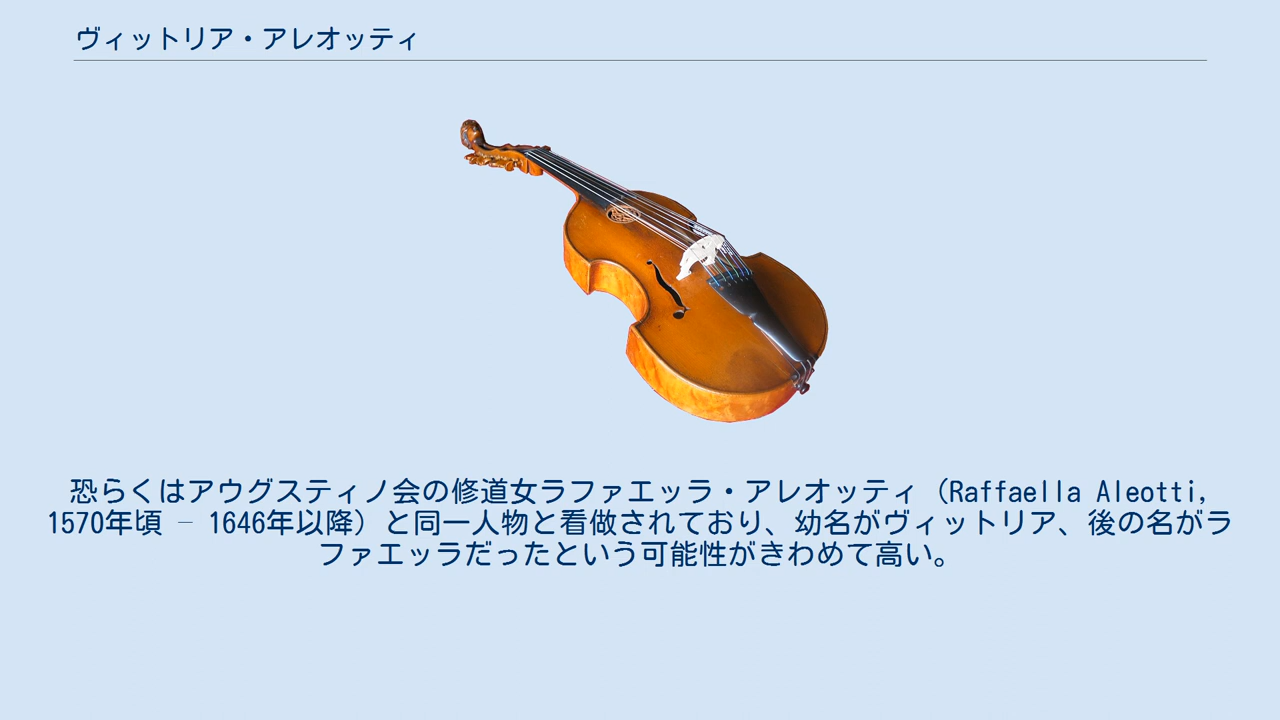 ヴィットリア・アレオッティ
恐らくはアウグスティノ会の修道女ラファエッラ・アレオッティ（Raffaella Aleotti,
1570年頃 – 1646年以降）と同一人物と看做されており、幼名がヴィットリア、後の名がラ
ファエッラだったという可能性がきわめて高い。